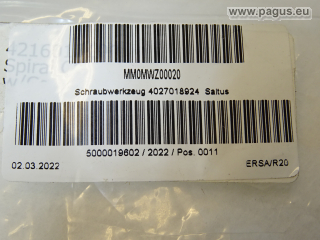 www.pagus.eu
MM0MWZ00020
Schraubwerkzeug 4027018924 Saltus
5000019602 / 2022 / Pos. 0011
02.03.2022
ERSA/R20